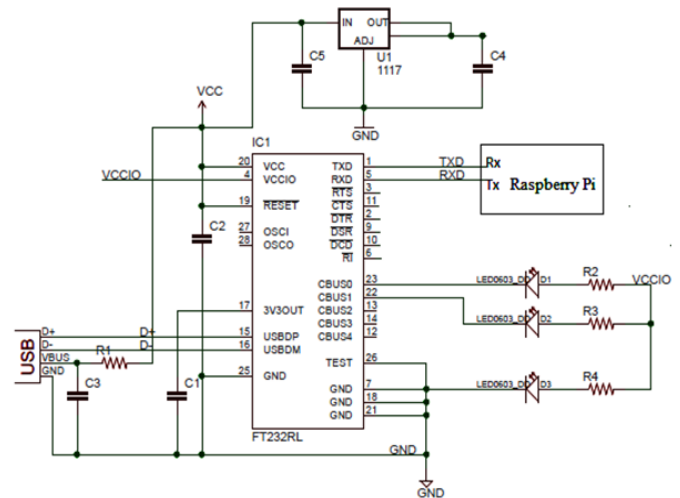 IN OUT
ADJ
U1
1117
C5
C4
GND
VCC
IC1
VCCIO
20 VCC TXD 1 TXD Rx
4 VCCIO RXD 5 RXD Tx Raspberry Pi
RTS 3
19 RESET CTS 11
DTR 2
27 OSCI DSR 9
28 OSCO DCD 10
RI 6
C2
CBUS0 23 LED0603_DD D1 R2 VCCIO
CBUS1 22
17 3V3OUT CBUS2 13
CBUS3 14 LED0603_DD D2 R3
CBUS4 12
USB
D+ D+ 15 USBDP
D- D- 16 USBDM
VBUS R1
GND
TEST 26
25 GND
C3
C1
GND 7 LED0603_DD D3 R4
GND 18
GND 21
FT232RL
GND
GND